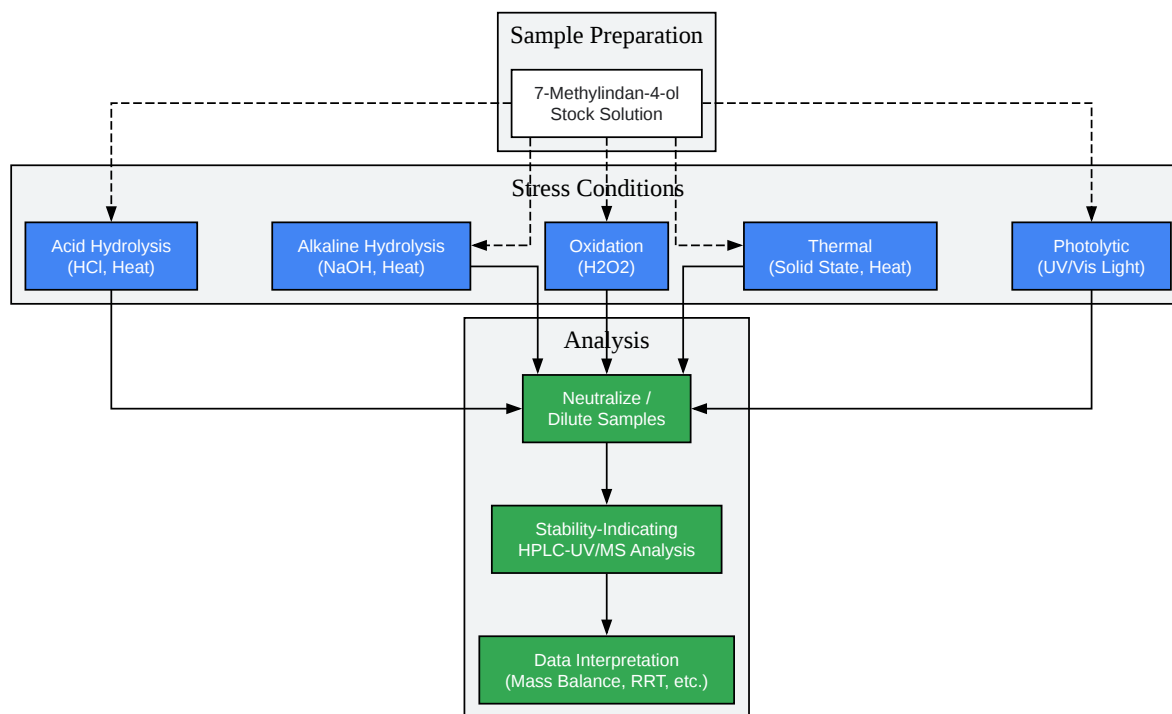 Sample Preparation
7-Methylindan-4-ol
Stock Solution
Stress Conditions
Acid Hydrolysis
(HCl, Heat)
Alkaline Hydrolysis
(NaOH, Heat)
Oxidation
(H2O2)
Thermal
(Solid State, Heat)
Photolytic
(UV/Vis Light)
Analysis
Neutralize /
Dilute Samples
Stability-Indicating
HPLC-UV/MS Analysis
Data Interpretation
(Mass Balance, RRT, etc.)